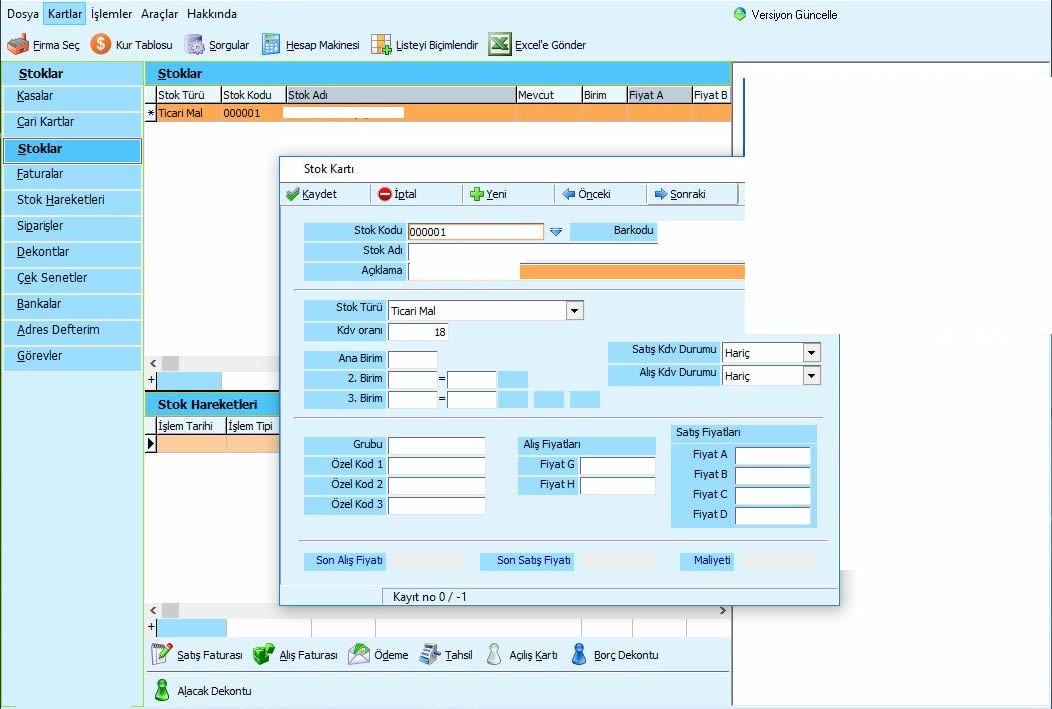 Dosya Kartlar İşlemler Araçlar Hakkında
Versiyon Güncelle
Firma Seç Kur Tablosu Sorgular Hesap Makinesi Listeyi Biçimlendir Excel'e Gönder
Stoklar
Kasalar
Cari Kartlar
Stoklar
Faturalar
Stok Hareketleri
Siparişler
Dekontlar
Çek Senetler
Bankalar
Adres Defterim
Görevler
Stoklar
Stok Türü Stok Kodu Stok Adı Mevcut Birim Fiyat A Fiyat B
* Ticari Mal 000001
Stok Kartı
Kaydet İptal Yeni Önceki Sonraki
Stok Kodu 000001 Barkodu
Stok Adı
Açıklama
Stok Türü Ticari Mal
Kdv oranı 18
Ana Birim
2. Birim =
3. Birim =
Satış Kdv Durumu Hariç
Alış Kdv Durumu Hariç
Grubu
Özel Kod 1
Özel Kod 2
Özel Kod 3
Alış Fiyatları
Fiyat G
Fiyat H
Satış Fiyatları
Fiyat A
Fiyat B
Fiyat C
Fiyat D
Son Alış Fiyatı Son Satış Fiyatı Maliyeti
Kayıt no 0 / -1
+
Stok Hareketleri
İşlem Tarihi İşlem Tipi
+
Satış Faturası Alış Faturası Ödeme Tahsil Açılış Kartı Borç Dekontu
Alacak Dekontu